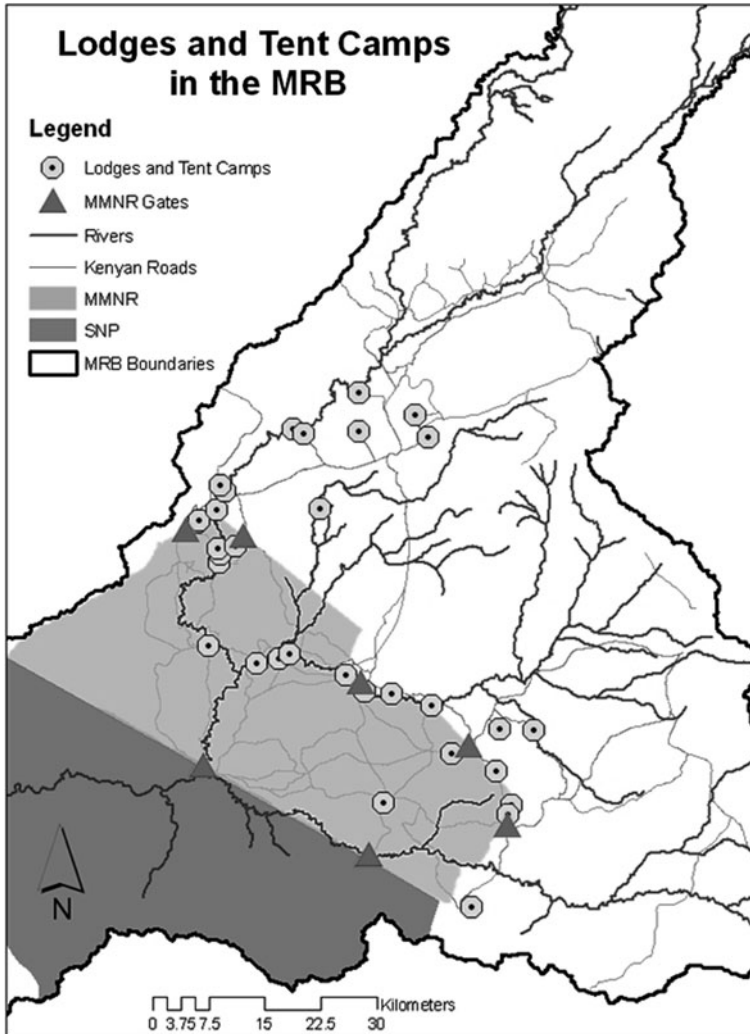 Lodges and Tent Camps
in the MRB
Legend
Lodges and Tent Camps
MMNR Gates
Rivers
Kenyan Roads
MMNR
SNP
MRB Boundaries
N
Kilometers
0 3.75 7.5 15 22.5 30